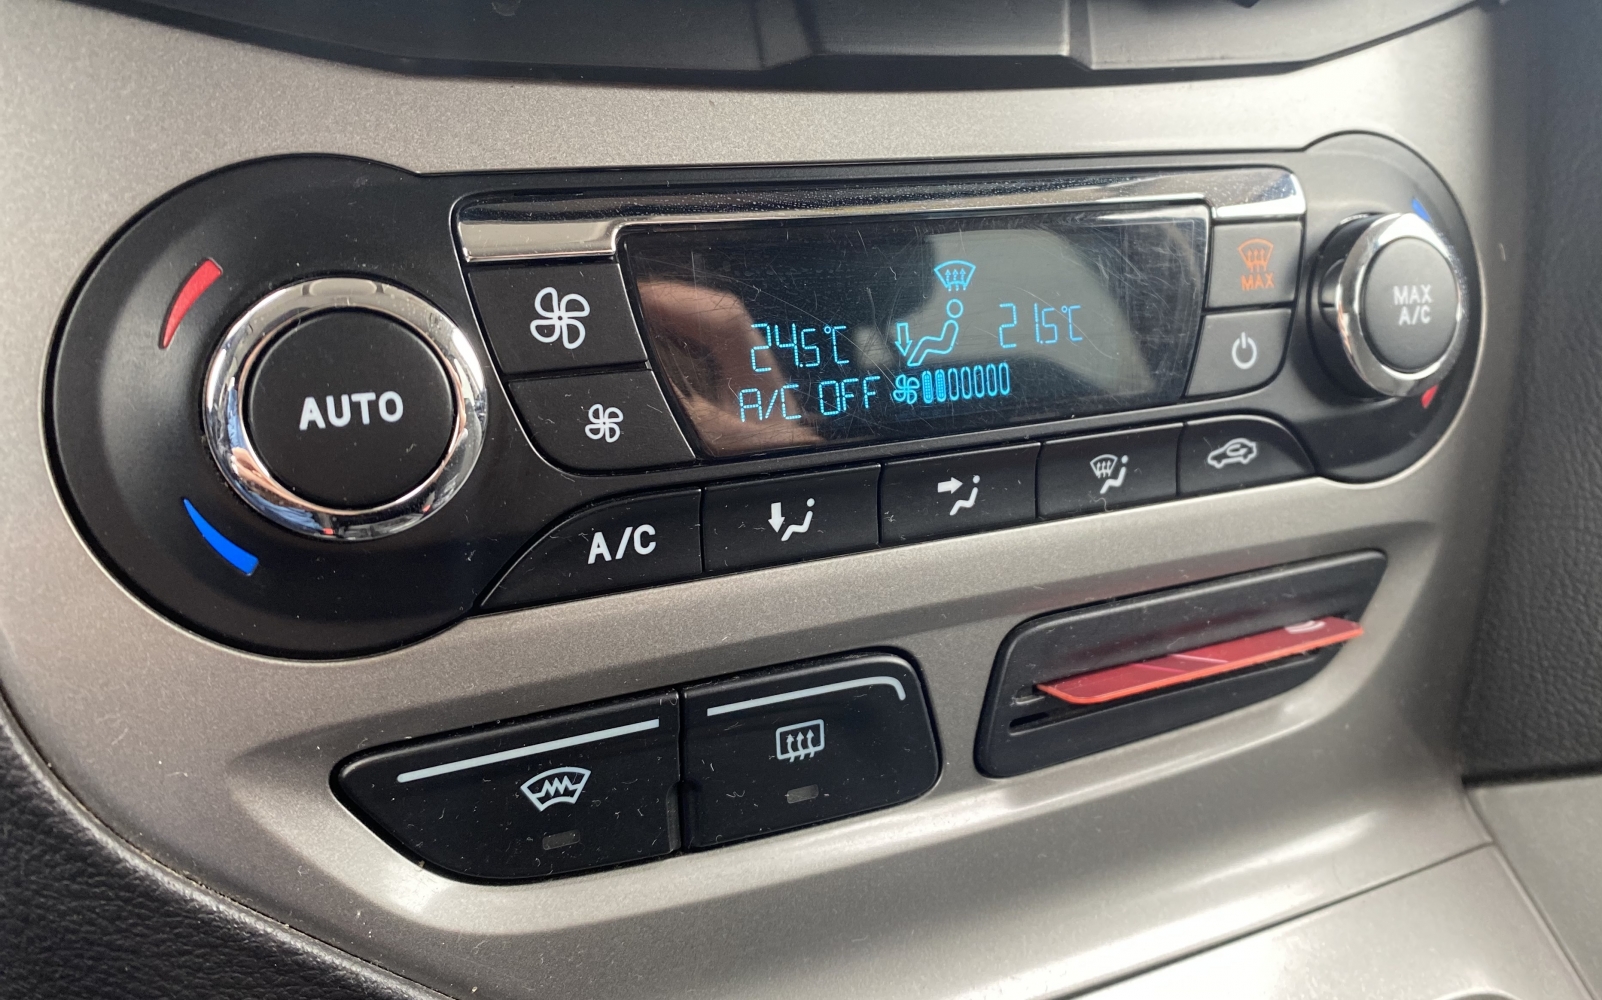 AUTO
24.5°C
21.5°C
A/C OFF
MAX
MAX
A/C
A/C